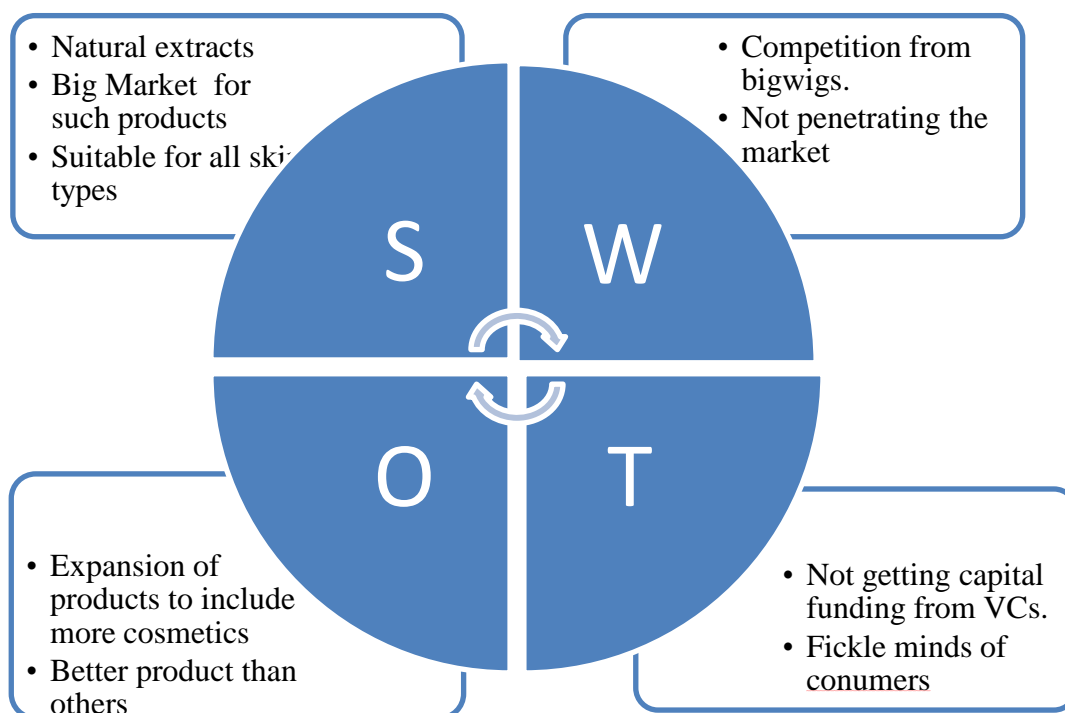 • Natural extracts
• Big Market for
such products
• Suitable for all skin
types
S
• Competition from
bigwigs.
• Not penetrating the
market
W
O
• Expansion of
products to include
more cosmetics
• Better product than
others
T
• Not getting capital
funding from VCs.
• Fickle minds of
conumers